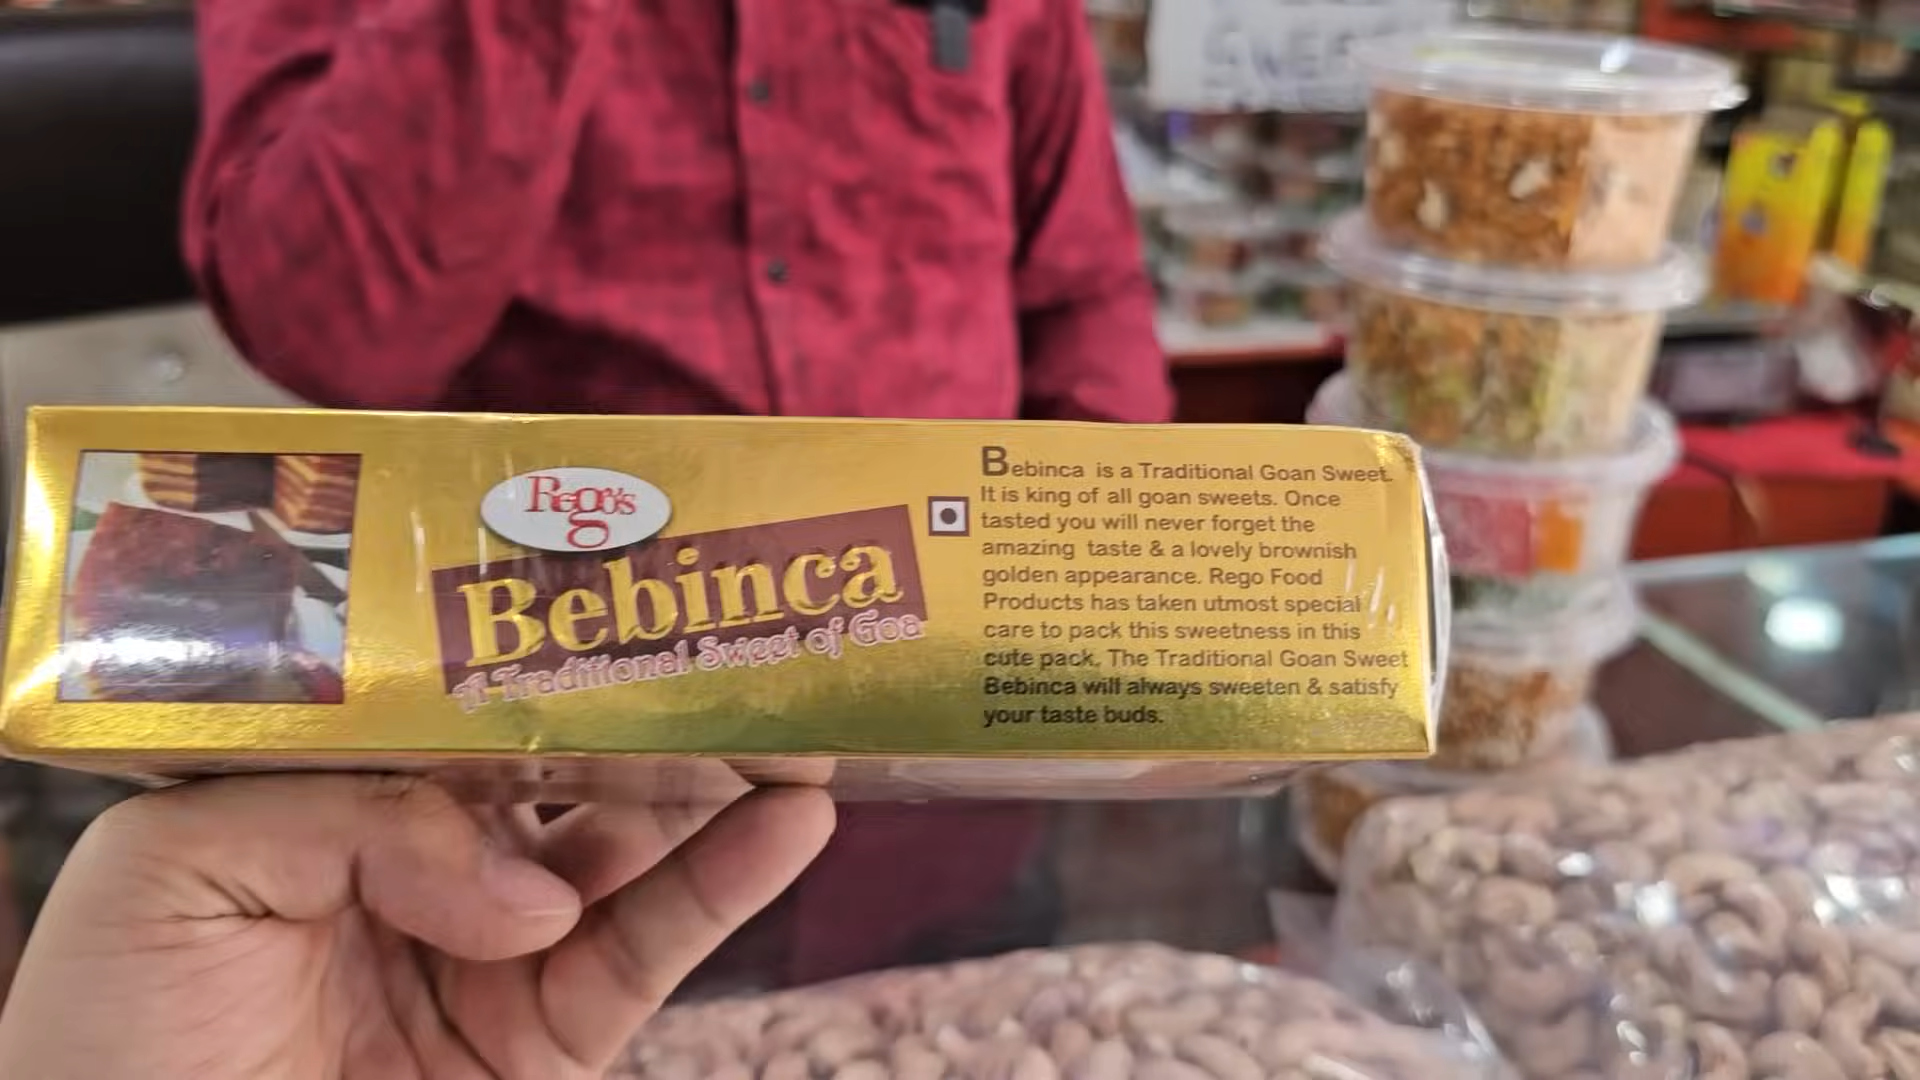 Rego's
Bebinca
A Traditional Sweet of Goa
Bebinca is a Traditional Goan Sweet.
It is king of all goan sweets. Once
tasted you will never forget the
amazing taste & a lovely brownish
golden appearance. Rego Food
Products has taken utmost special
care to pack this sweetness in this
cute pack. The Traditional Goan Sweet
Bebinca will always sweeten & satisfy
your taste buds.